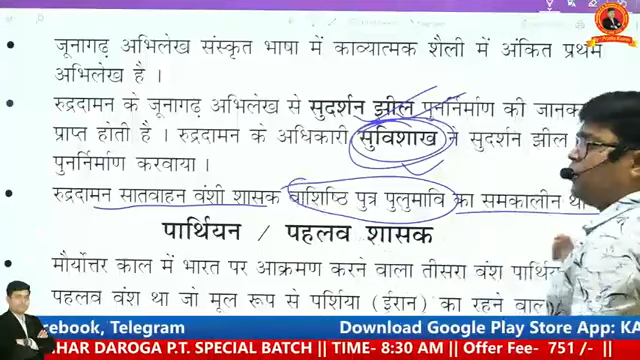 जूनागढ़ अभिलेख संस्कृत भाषा में काव्यात्मक शैली में अंकित प्रथम
अभिलेख है ।
रुद्रदामन के जूनागढ़ अभिलेख से सुदर्शन झील पुनर्निर्माण की
प्राप्त होती है । रुद्रदामन के अधिकारी सुविशाख ने सुदर्शन झील
पुनर्निर्माण करवाया ।
रुद्रदामन सातवाहन वंशी शासक वाशिष्ठि पुत्र पुलुमावि का समकालीन था
पार्थियन / पहलव शासक
मौर्योत्तर काल में भारत पर आक्रमण करने वाला तीसरा वंश
पहलव वंश था जो मूल रूप से पर्शिया (ईरान) का रहने
cebook, Telegram Download Google Play Store App: KA
HAR DAROGA P.T. SPECIAL BATCH || TIME- 8:30 AM || Offer Fee- 751 /- ||